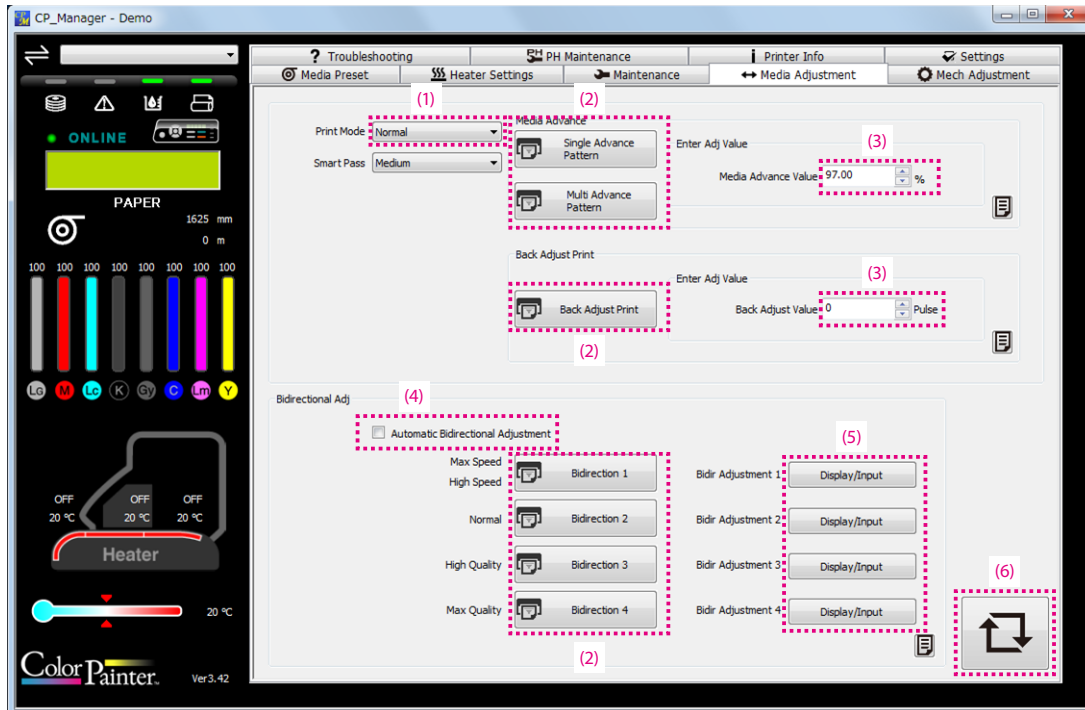 CP_Manager - Demo
? Troubleshooting
PH PH Maintenance
i Printer Info
Settings
Media Preset
Heater Settings
Maintenance
Media Adjustment
Mech Adjustment
ONLINE
PAPER
1625 mm
0 m
100 100 100 100 100 100 100 100
Lg M Lc K Gy C Lm Y
OFF OFF OFF
20 ℃ 20 ℃ 20 ℃
Heater
20 ℃
Color Painter™
Ver3.42
(1)
Print Mode Normal
Smart Pass Medium
(2)
Media Advance
Single Advance
Pattern
Multi Advance
Pattern
Enter Adj Value
(3)
Media Advance Value 97.00 %
Back Adjust Print
Back Adjust Print
(2)
Enter Adj Value
(3)
Back Adjust Value 0 Pulse
Bidirectional Adj
(4)
Automatic Bidirectional Adjustment
Max Speed
High Speed
Bidirection 1
Normal Bidirection 2
High Quality Bidirection 3
Max Quality Bidirection 4
(2)
(5)
Bidir Adjustment 1 Display/Input
Bidir Adjustment 2 Display/Input
Bidir Adjustment 3 Display/Input
Bidir Adjustment 4 Display/Input
(6)